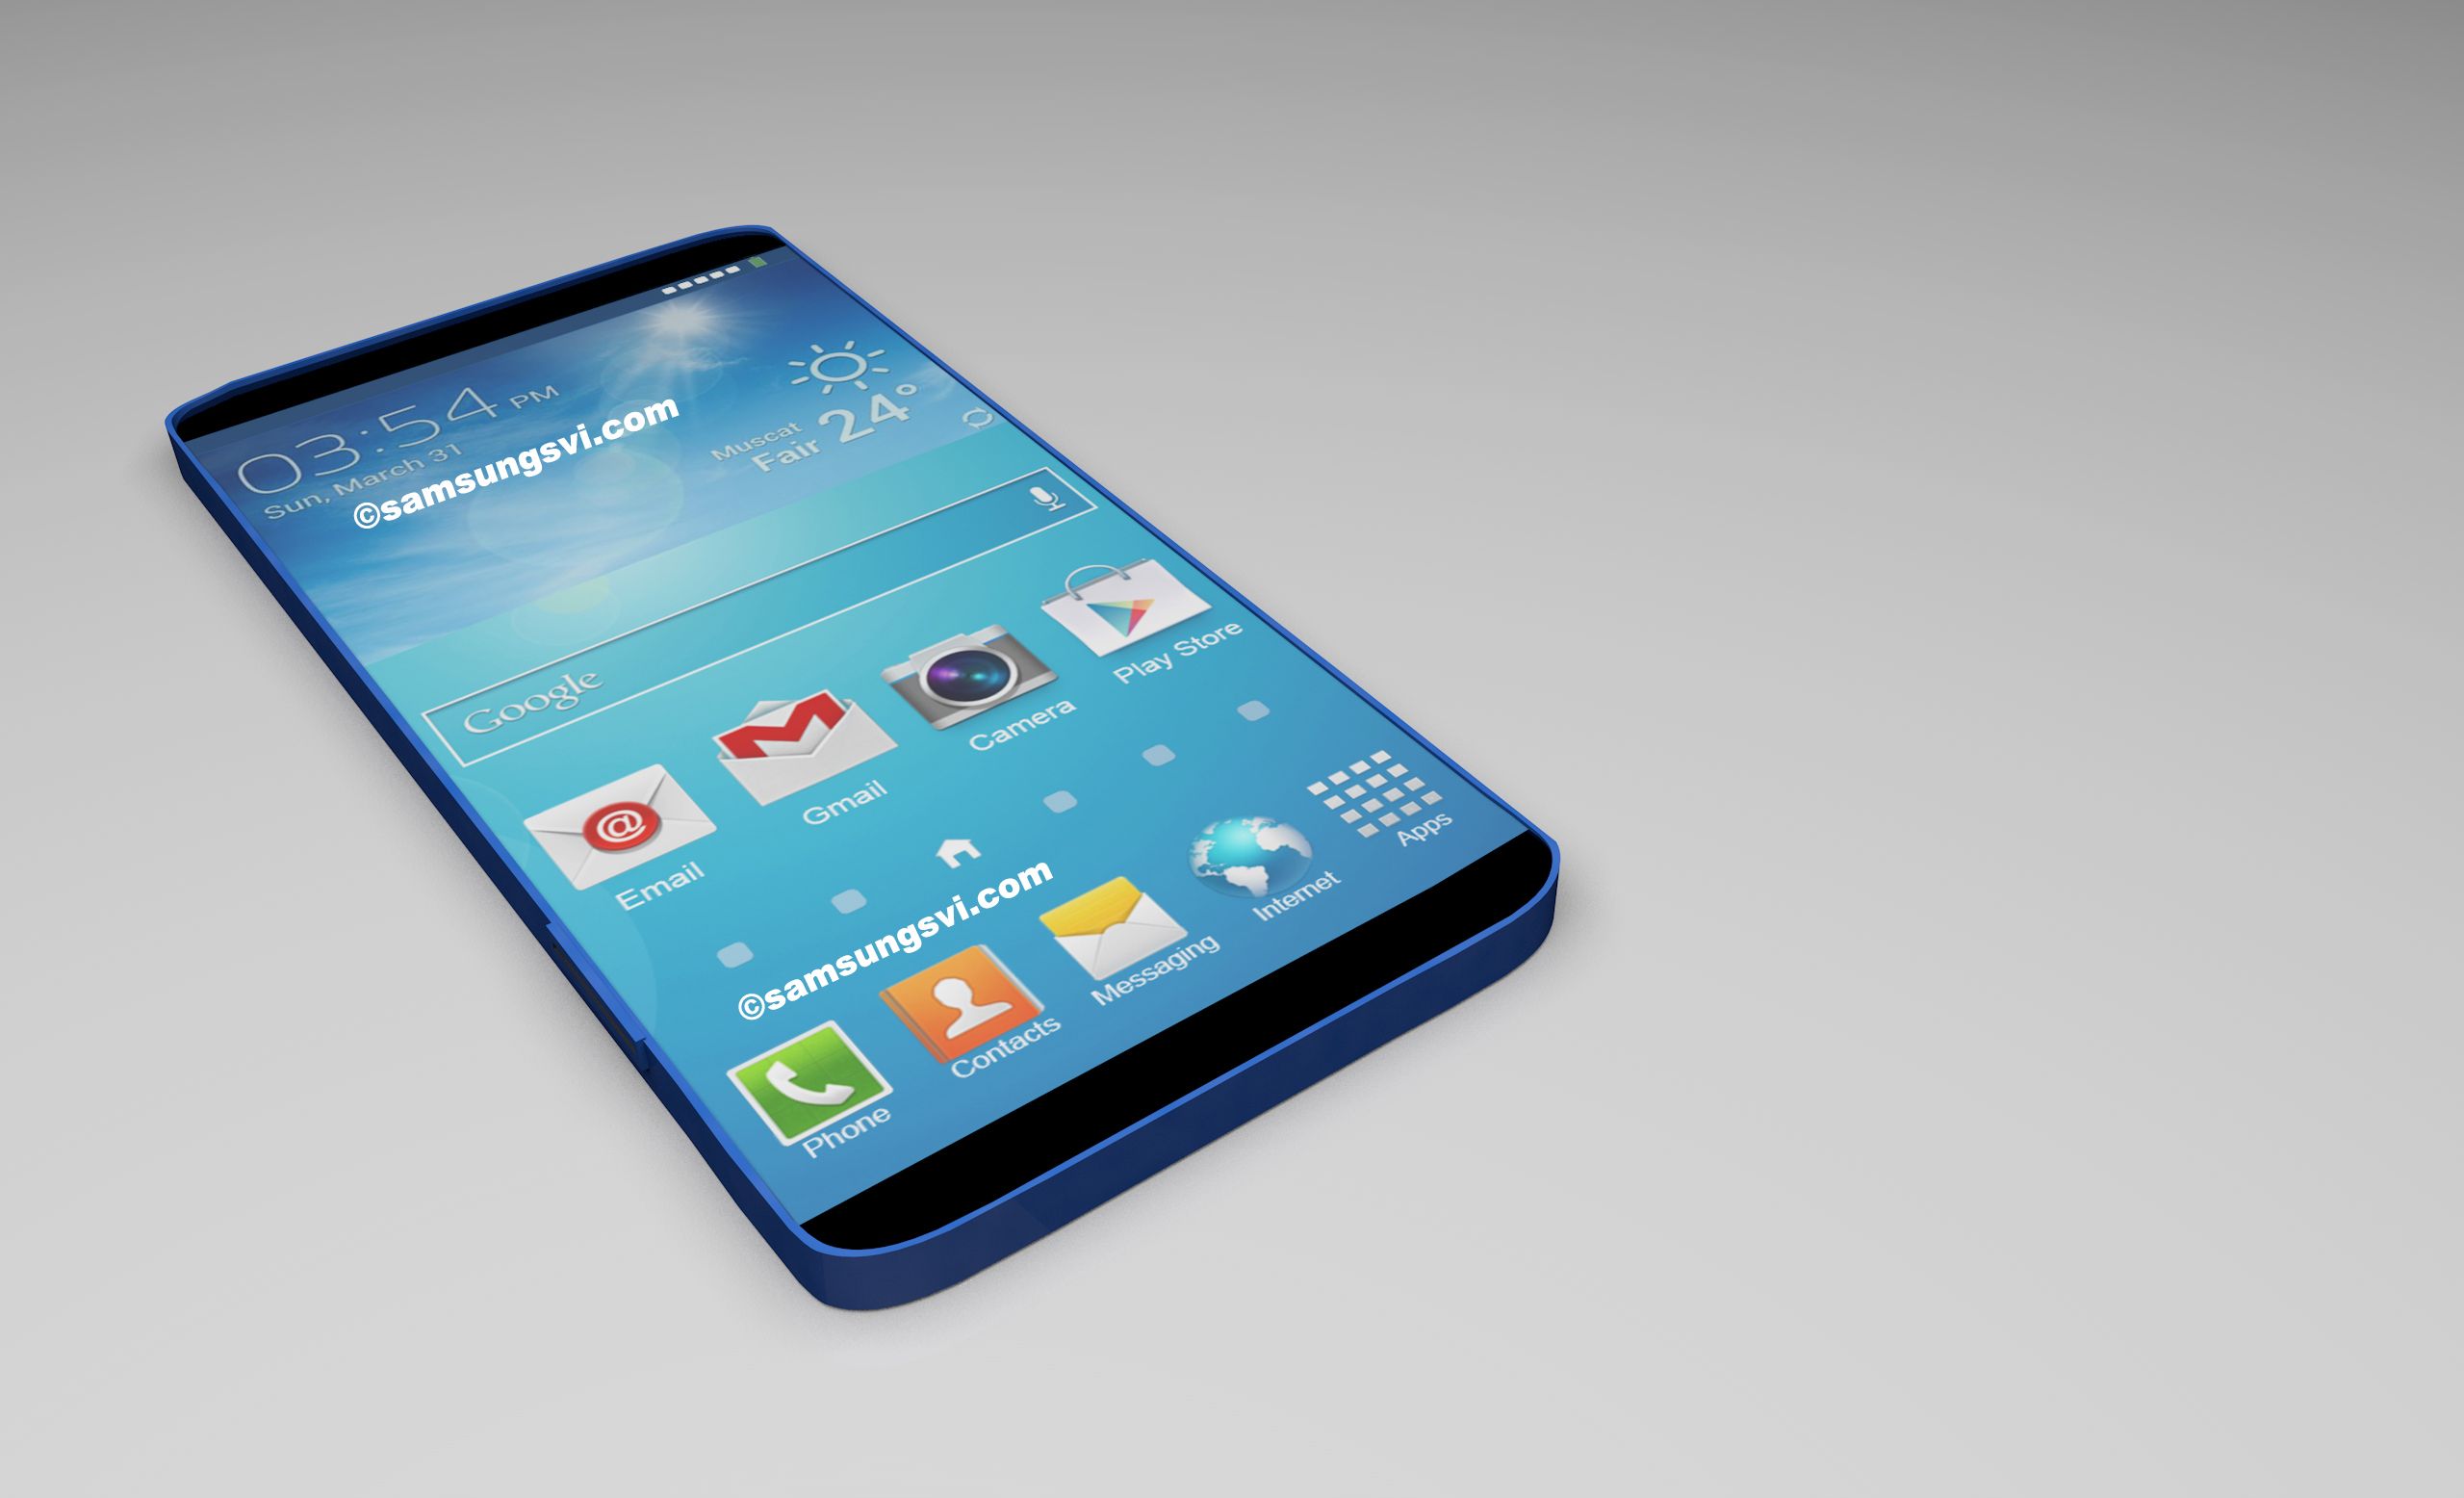 03:54 PM
Sun, March 31
©samsungsvi.com
Muscat
Fair
24°
Google
Email
Gmail
Camera
Play Store
©samsungsvi.com
Phone
Contacts
Messaging
Internet
Apps